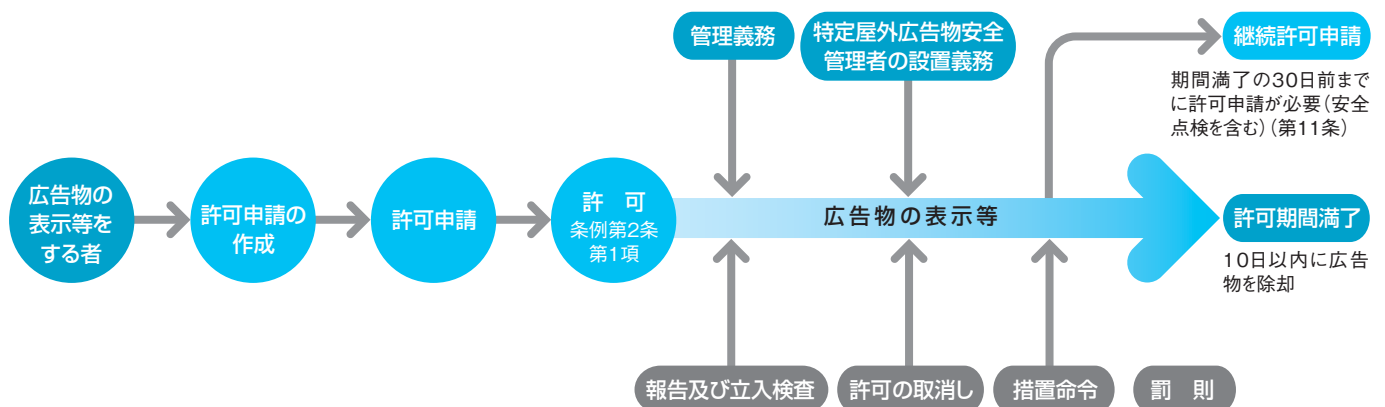 管理義務
特定屋外広告物安全
管理者の設置義務
継続許可申請
期間満了の30日前まで
に許可申請が必要(安全
点検を含む)(第11条)
広告物の
表示等を
する者
許可申請の
作成
許可申請
許 可
条例第2条
第1項
広告物の表示等
許可期間満了
10日以内に広告
物を除却
報告及び立入検査
許可の取消し
措置命令
罰 則